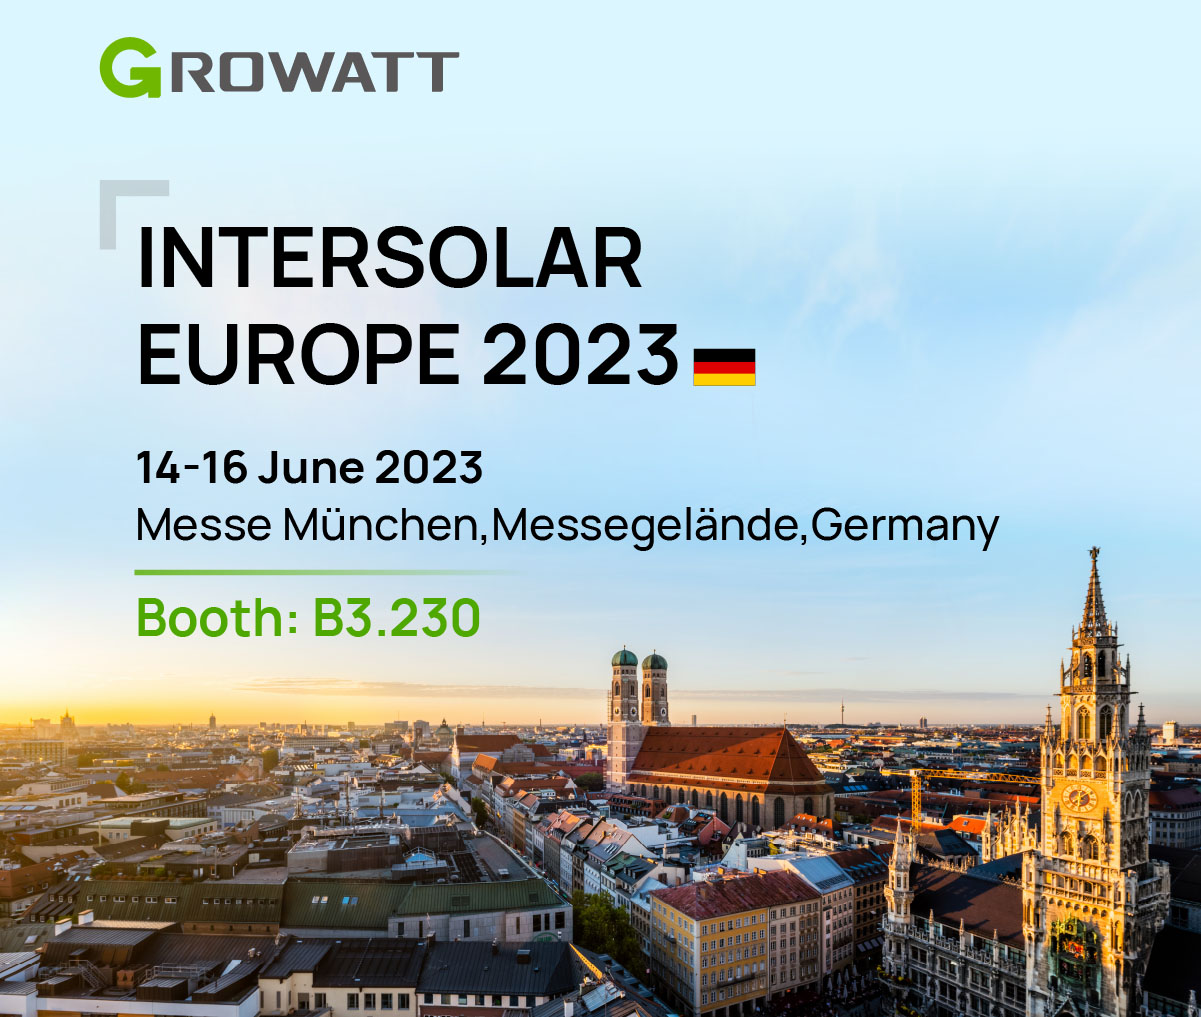 GROWATT
INTERSOLAR
EUROPE 2023
14-16 June 2023
Messe München,Messegelände,Germany
Booth: B3.230